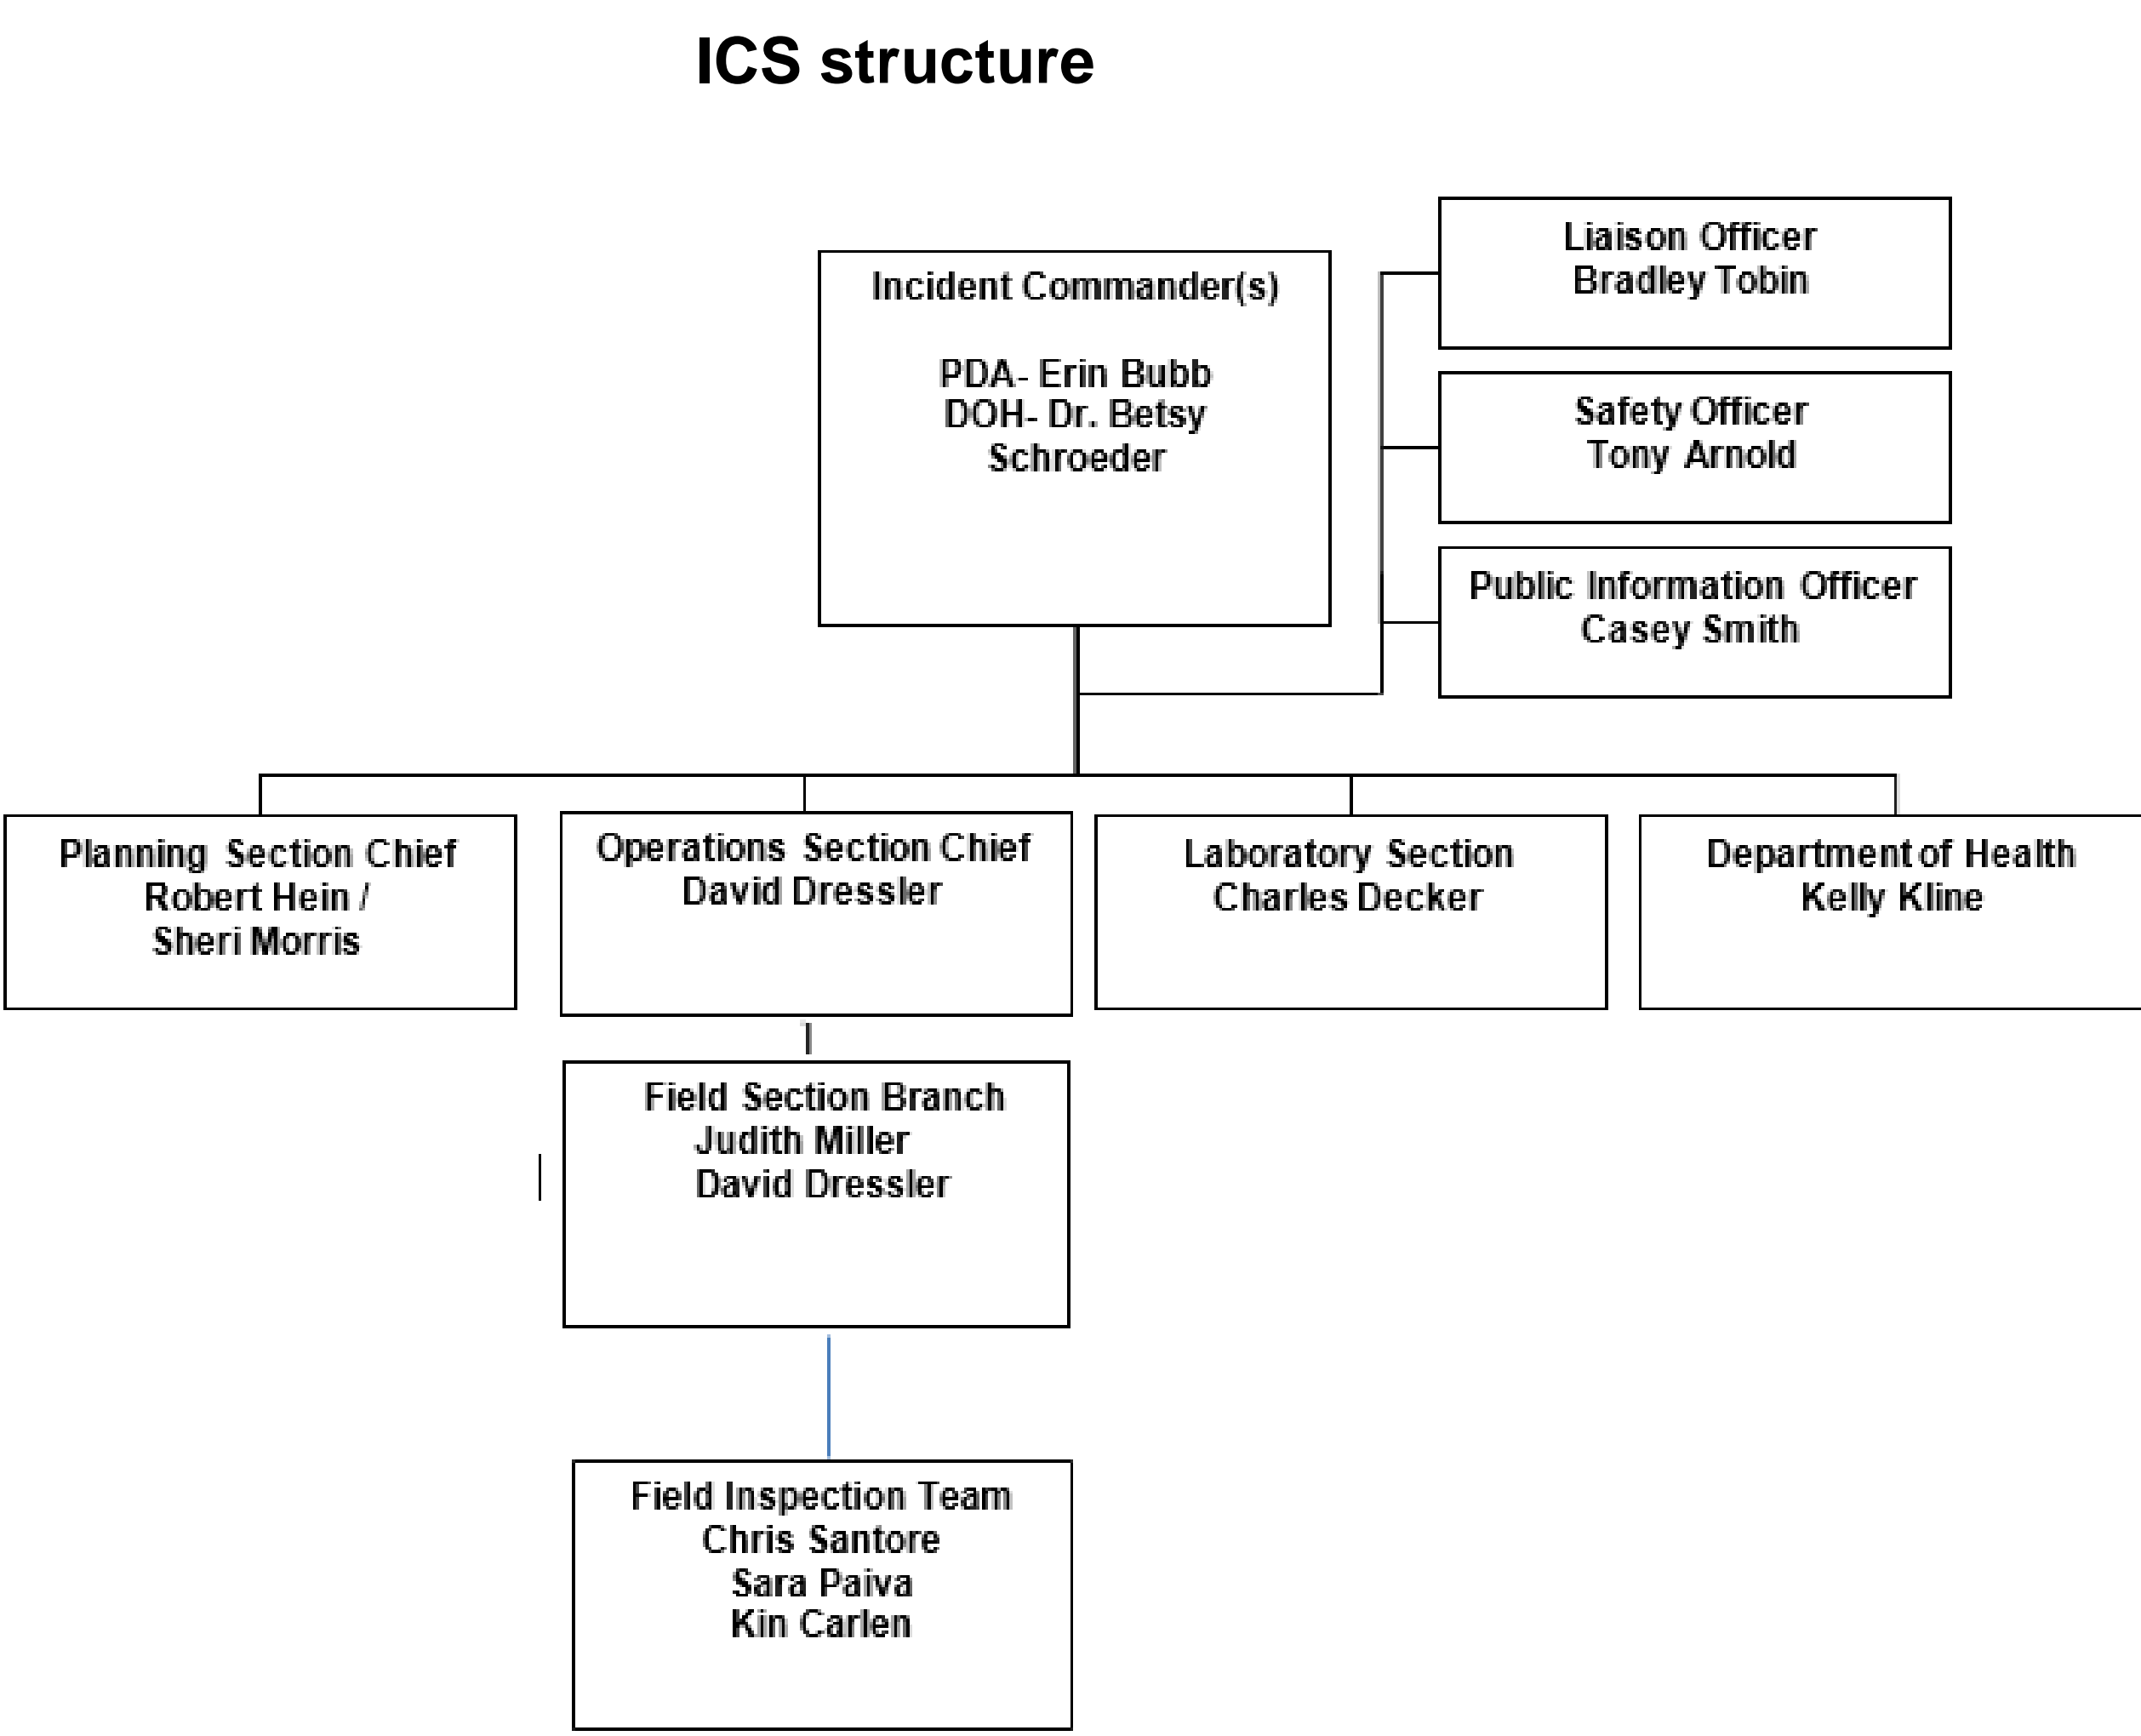 ICS structure
Incident Commander(s)
PDA- Erin Bubb
DOH- Dr. Betsy
Schroeder
Liaison Officer
Bradley Tobin
Safety Officer
Tony Arnold
Public Information Officer
Casey Smith
Planning Section Chief
Robert Hein /
Sheri Morris
Operations Section Chief
David Dressler
Laboratory Section
Charles Decker
Department of Health
Kelly Kline
Field Section Branch
Judith Miller
David Dressler
Field Inspection Team
Chris Santore
Sara Paiva
Kin Carlen